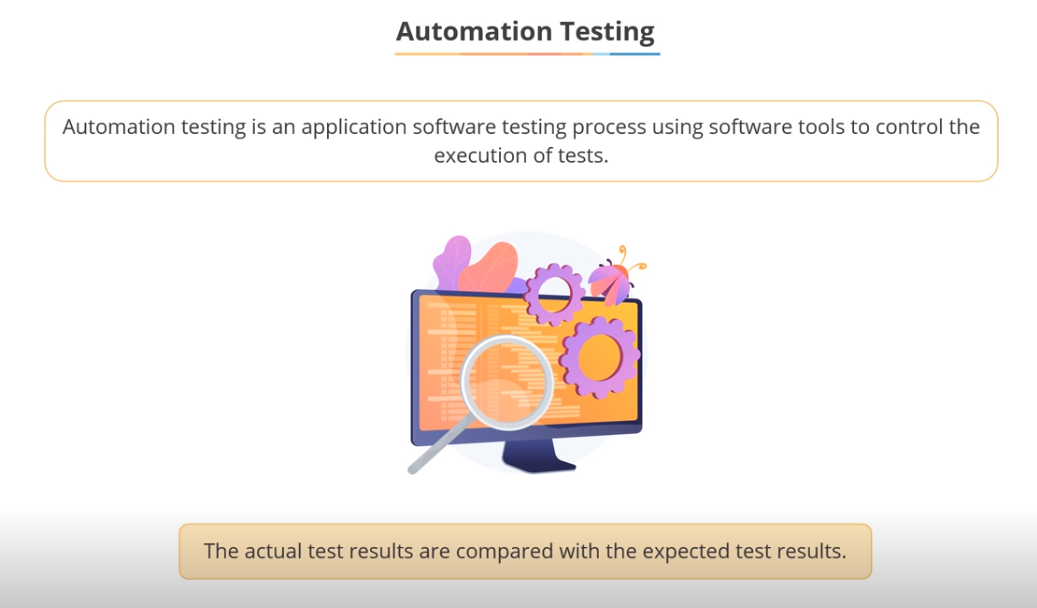 Automation Testing
Automation testing is an application software testing process using software tools to control the
execution of tests.
The actual test results are compared with the expected test results.